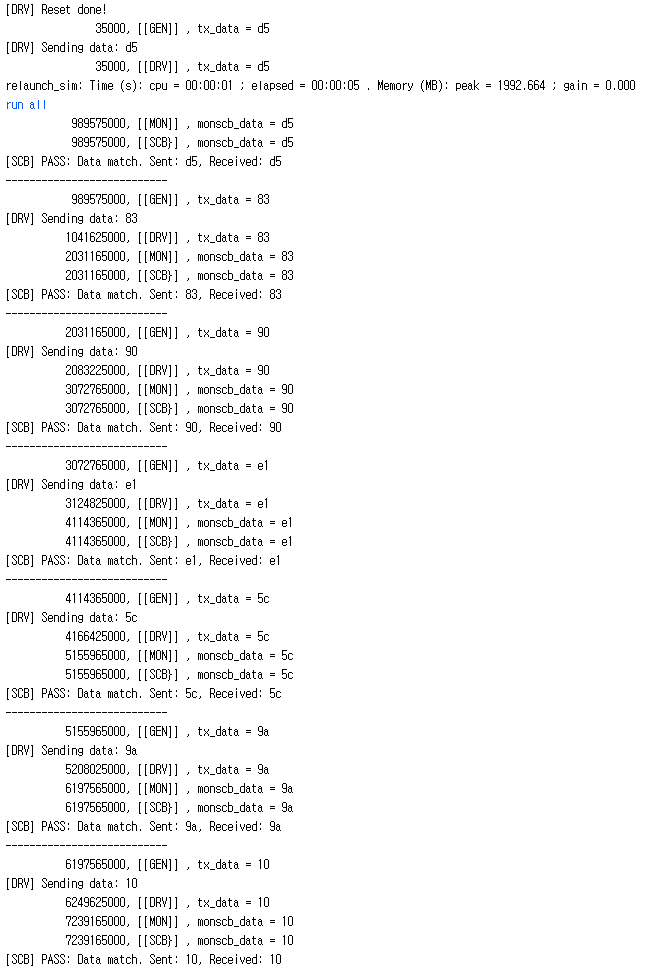 [DRV] Reset done!
35000, [[GEN]] , tx_data = d5
[DRV] Sending data: d5
35000, [[DRV]] , tx_data = d5
relaunch_sim: Time (s): cpu = 00:00:01 ; elapsed = 00:00:05 . Memory (MB): peak = 1992.664 ; gain = 0.000
run all
989575000, [[MON]] , monscb_data = d5
989575000, [[SCB}] , monscb_data = d5
[SCB] PASS: Data match. Sent: d5, Received: d5
---------------------------
989575000, [[GEN]] , tx_data = 83
[DRV] Sending data: 83
1041625000, [[DRV]] , tx_data = 83
2031165000, [[MON]] , monscb_data = 83
2031165000, [[SCB}] , monscb_data = 83
[SCB] PASS: Data match. Sent: 83, Received: 83
---------------------------
2031165000, [[GEN]] , tx_data = 90
[DRV] Sending data: 90
2083225000, [[DRV]] , tx_data = 90
3072765000, [[MON]] , monscb_data = 90
3072765000, [[SCB}] , monscb_data = 90
[SCB] PASS: Data match. Sent: 90, Received: 90
---------------------------
3072765000, [[GEN]] , tx_data = e1
[DRV] Sending data: e1
3124825000, [[DRV]] , tx_data = e1
4114365000, [[MON]] , monscb_data = e1
4114365000, [[SCB}] , monscb_data = e1
[SCB] PASS: Data match. Sent: e1, Received: e1
---------------------------
4114365000, [[GEN]] , tx_data = 5c
[DRV] Sending data: 5c
4166425000, [[DRV]] , tx_data = 5c
5155965000, [[MON]] , monscb_data = 5c
5155965000, [[SCB}] , monscb_data = 5c
[SCB] PASS: Data match. Sent: 5c, Received: 5c
---------------------------
5155965000, [[GEN]] , tx_data = 9a
[DRV] Sending data: 9a
5208025000, [[DRV]] , tx_data = 9a
6197565000, [[MON]] , monscb_data = 9a
6197565000, [[SCB}] , monscb_data = 9a
[SCB] PASS: Data match. Sent: 9a, Received: 9a
---------------------------
6197565000, [[GEN]] , tx_data = 10
[DRV] Sending data: 10
6249625000, [[DRV]] , tx_data = 10
7239165000, [[MON]] , monscb_data = 10
7239165000, [[SCB}] , monscb_data = 10
[SCB] PASS: Data match. Sent: 10, Received: 10